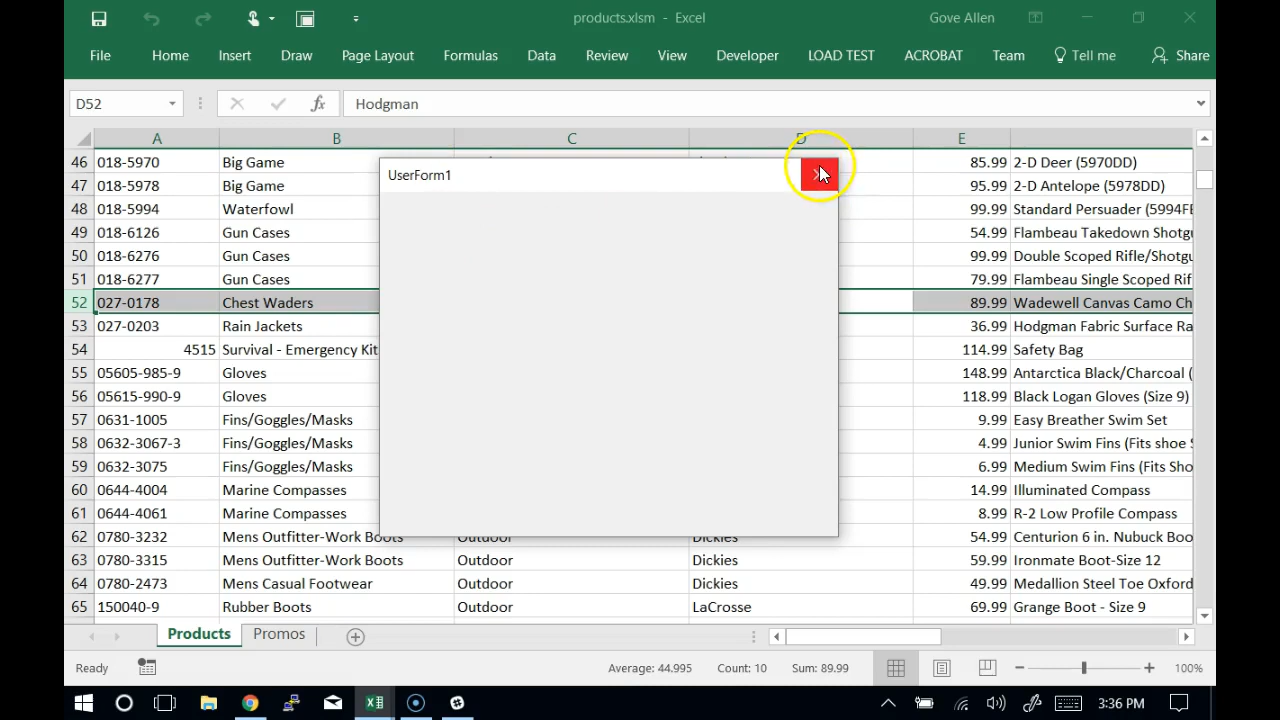 products.xlsm - Excel
Gove Allen
File Home Insert Draw Page Layout Formulas Data Review View Developer LOAD TEST ACROBAT Team Tell me Share
D52 fx Hodgman
A B C D E
46 018-5970 Big Game 85.99 2-D Deer (5970DD)
47 018-5978 Big Game 95.99 2-D Antelope (5978DD)
48 018-5994 Waterfowl 99.99 Standard Persuader (5994FE
49 018-6126 Gun Cases 54.99 Flambeau Takedown Shotgu
50 018-6276 Gun Cases 99.99 Double Scoped Rifle/Shotgu
51 018-6277 Gun Cases 79.99 Flambeau Single Scoped Rif
52 027-0178 Chest Waders 89.99 Wadewell Canvas Camo Ch
53 027-0203 Rain Jackets 36.99 Hodgman Fabric Surface Ra
54 4515 Survival - Emergency Kit 114.99 Safety Bag
55 05605-985-9 Gloves 148.99 Antarctica Black/Charcoal (
56 05615-990-9 Gloves 118.99 Black Logan Gloves (Size 9)
57 0631-1005 Fins/Goggles/Masks 9.99 Easy Breather Swim Set
58 0632-3067-3 Fins/Goggles/Masks 4.99 Junior Swim Fins (Fits shoe S
59 0632-3075 Fins/Goggles/Masks 6.99 Medium Swim Fins (Fits Sho
60 0644-4004 Marine Compasses 14.99 Illuminated Compass
61 0644-4061 Marine Compasses 8.99 R-2 Low Profile Compass
62 0780-3232 Mens Outfitter-Work Boots Outdoor Dickies 54.99 Centurion 6 in. Nubuck Boo
63 0780-3315 Mens Outfitter-Work Boots Outdoor Dickies 59.99 Ironmate Boot-Size 12
64 0780-2473 Mens Casual Footwear Outdoor Dickies 49.99 Medallion Steel Toe Oxford
65 150040-9 Rubber Boots Outdoor LaCrosse 69.99 Grange Boot - Size 9
UserForm1
Products Promos
Ready Average: 44.995 Count: 10 Sum: 89.99 100%
3:36 PM